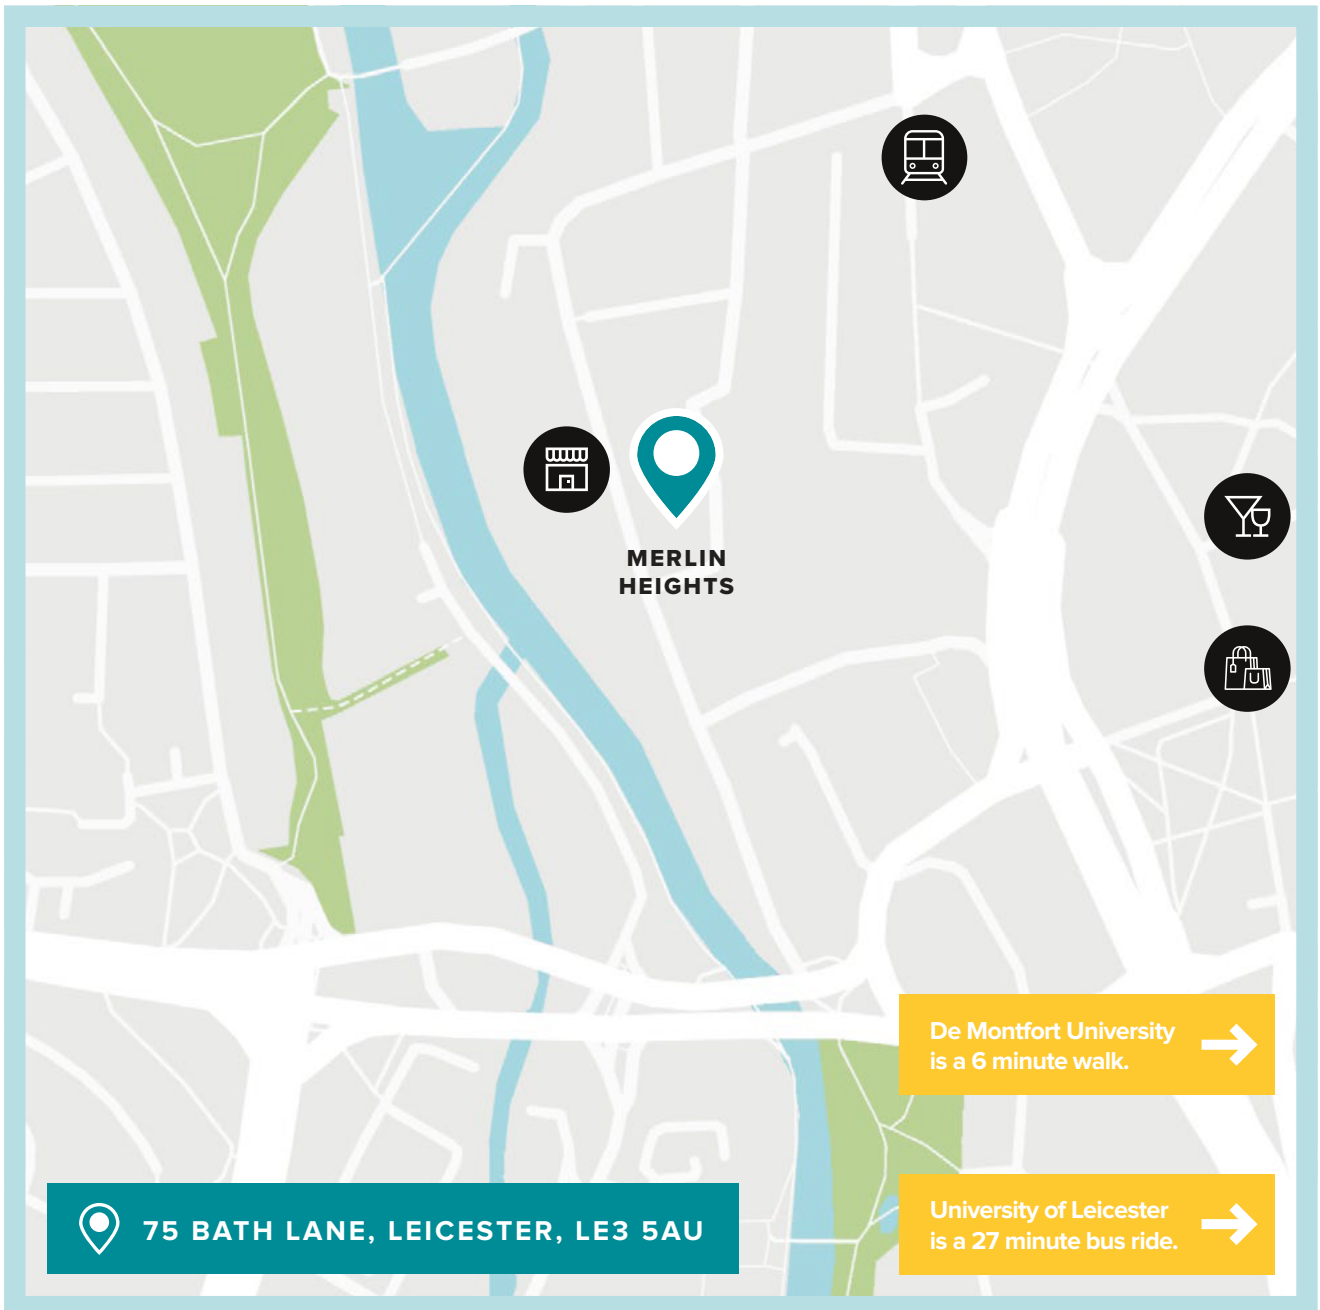 MERLIN
HEIGHTS
De Montfort University
is a 6 minute walk.
75 BATH LANE, LEICESTER, LE3 5AU
University of Leicester
is a 27 minute bus ride.